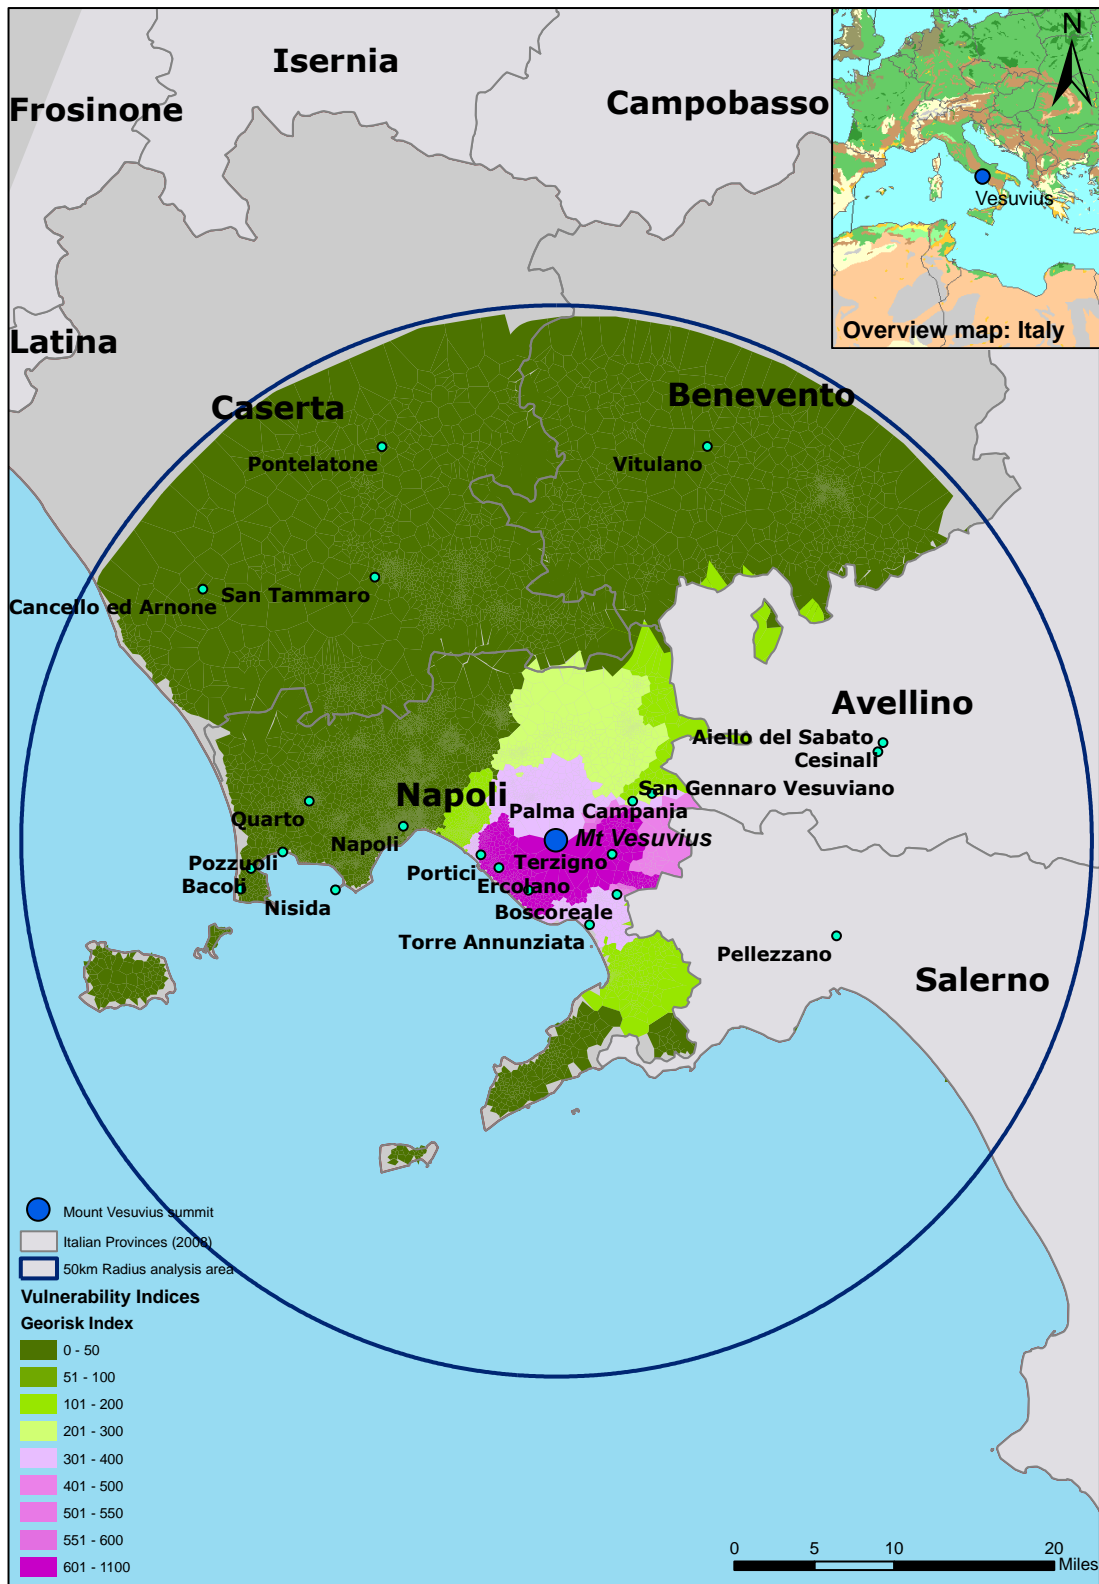 Isernia
Frosinone
Campobasso
N
Vesuvius
Overview map: Italy
Latina
Caserta
Benevento
Pontelatone
Vitulano
Cancello ed Arnone
San Tammaro
Avellino
Aiello del Sabato
Cesinali
San Gennaro Vesuviano
Napoli
Palma Campania
Quarto
Napoli
Mt Vesuvius
Pozzuoli
Terzigno
Portici
Bacoli
Ercolano
Nisida
Boscoreale
Torre Annunziata
Pellezzano
Salerno
Mount Vesuvius summit
Italian Provinces (2008)
50km Radius analysis area
Vulnerability Indices
Georisk Index
0 - 50
51 - 100
101 - 200
201 - 300
301 - 400
401 - 500
501 - 550
551 - 600
601 - 1100
0 5 10 20
Miles